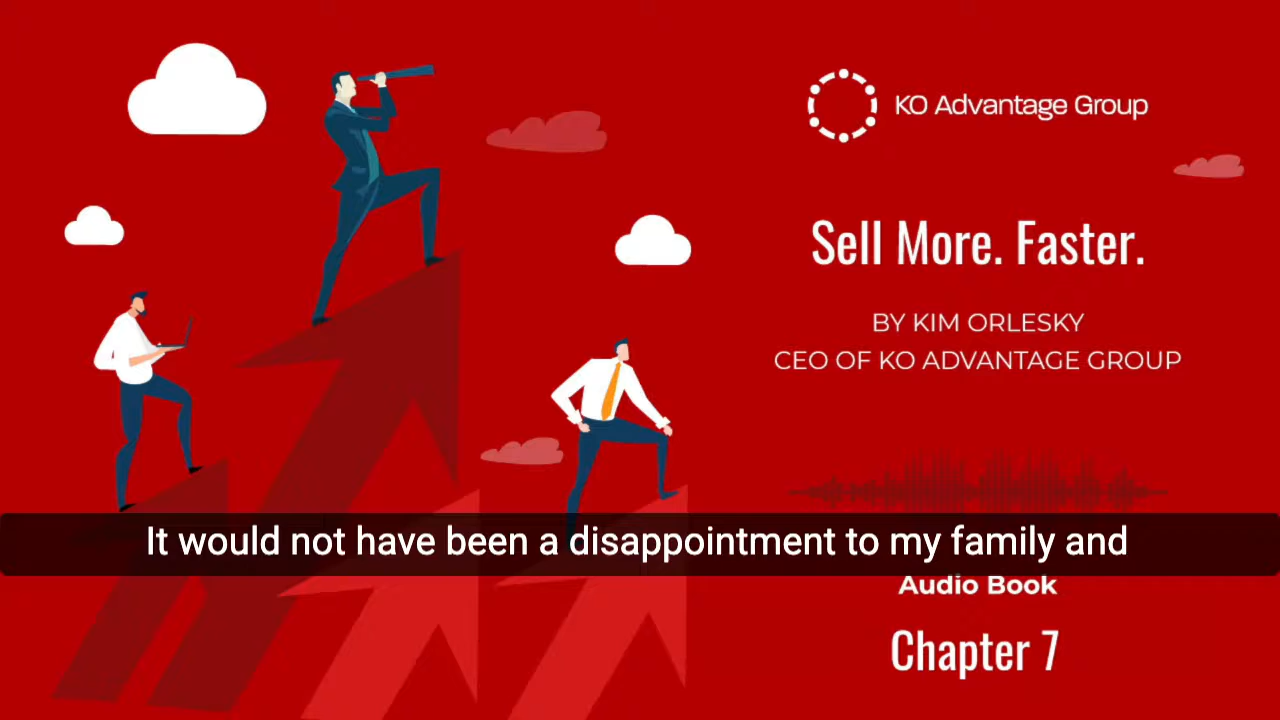 KO Advantage Group
Sell More. Faster.
BY KIM ORLESKY
CEO OF KO ADVANTAGE GROUP
It would not have been a disappointment to my family and
Audio Book
Chapter 7